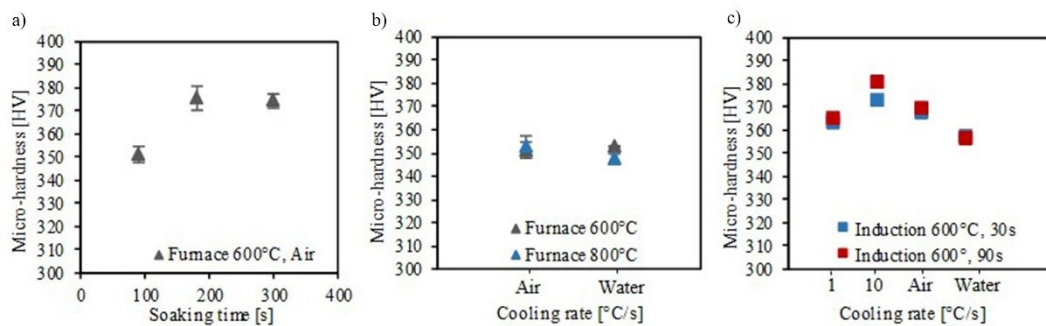 a)
Micro-hardness [HV]
400
390
380
370
360
350
340
330
320
310
300
Furnace 600°C, Air
0 100 200 300 400
Soaking time [s]
b)
Micro-hardness [HV]
400
390
380
370
360
350
340
330
320
310
300
Furnace 600°C
Furnace 800°C
Air Water
Cooling rate [°C/s]
c)
Micro-hardness [HV]
400
390
380
370
360
350
340
330
320
310
300
Induction 600°C, 30s
Induction 600°, 90s
1 10 Air Water
Cooling rate [°C/s]